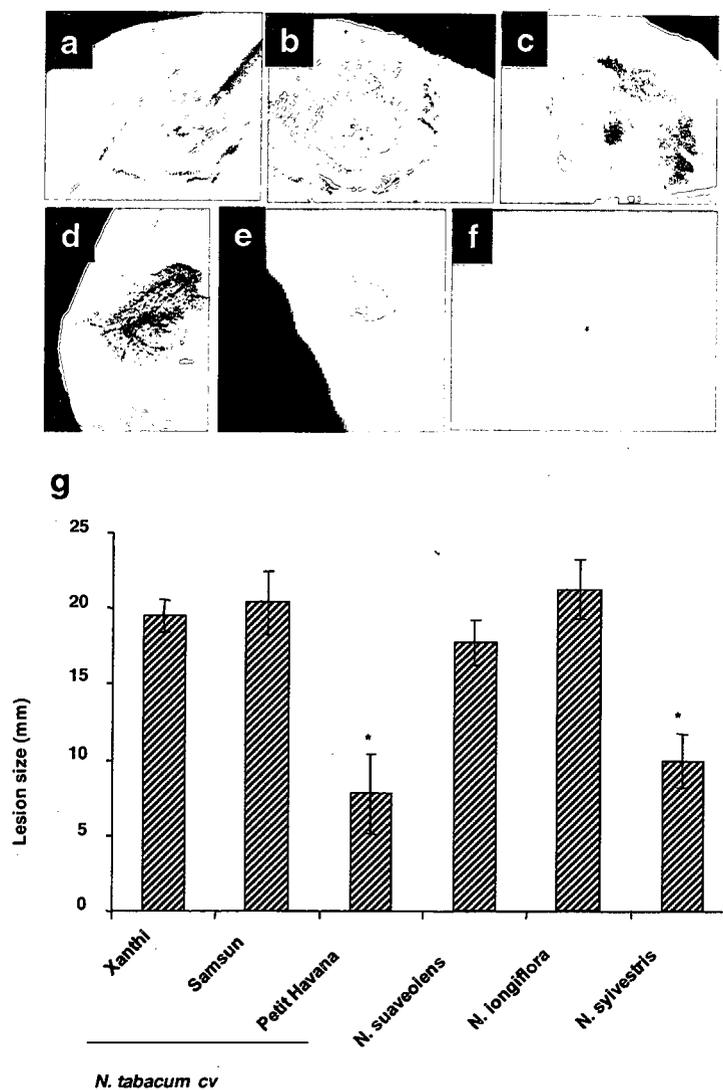 a
b
c
d
e
f
g
25
20
15
10
5
0
Lesion size (mm)
*
*
Xanthi
Samsun
Petit Havana
N. suaveolens
N. longiflora
N. sylvestris
N. tabacum cv